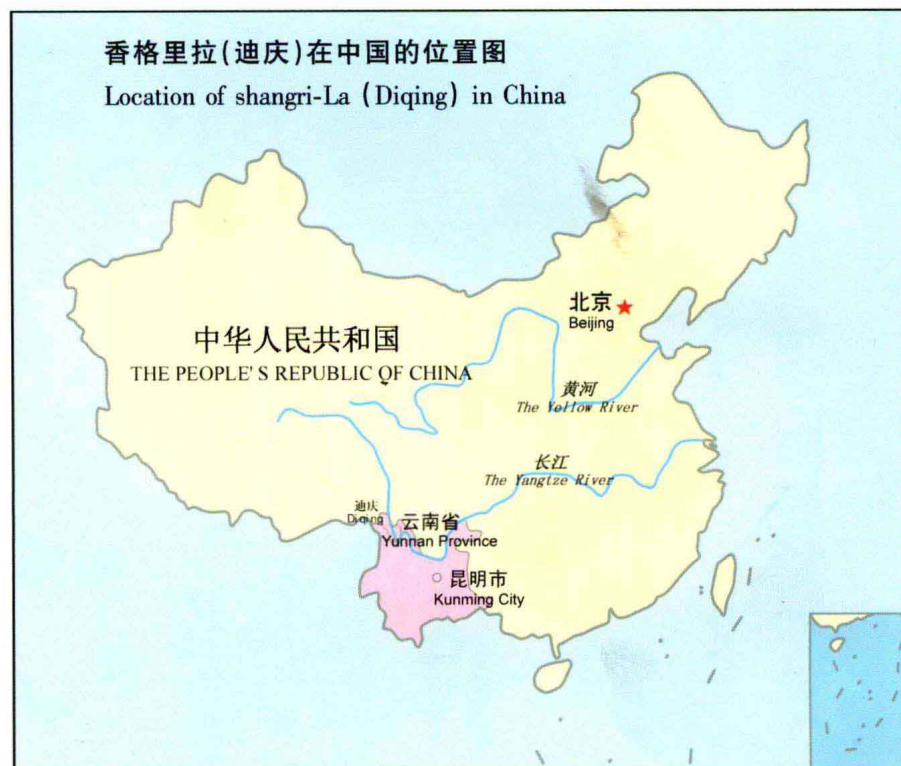 香格里拉(迪庆)在中国的位置图
Location of shangri-La (Diqing) in China
北京
Beijing
中华人民共和国
THE PEOPLE'S REPUBLIC OF CHINA
黄河
The Yellow River
长江
The Yangtze River
迪庆
Diqing
云南省
Yunnan Province
昆明市
Kunming City